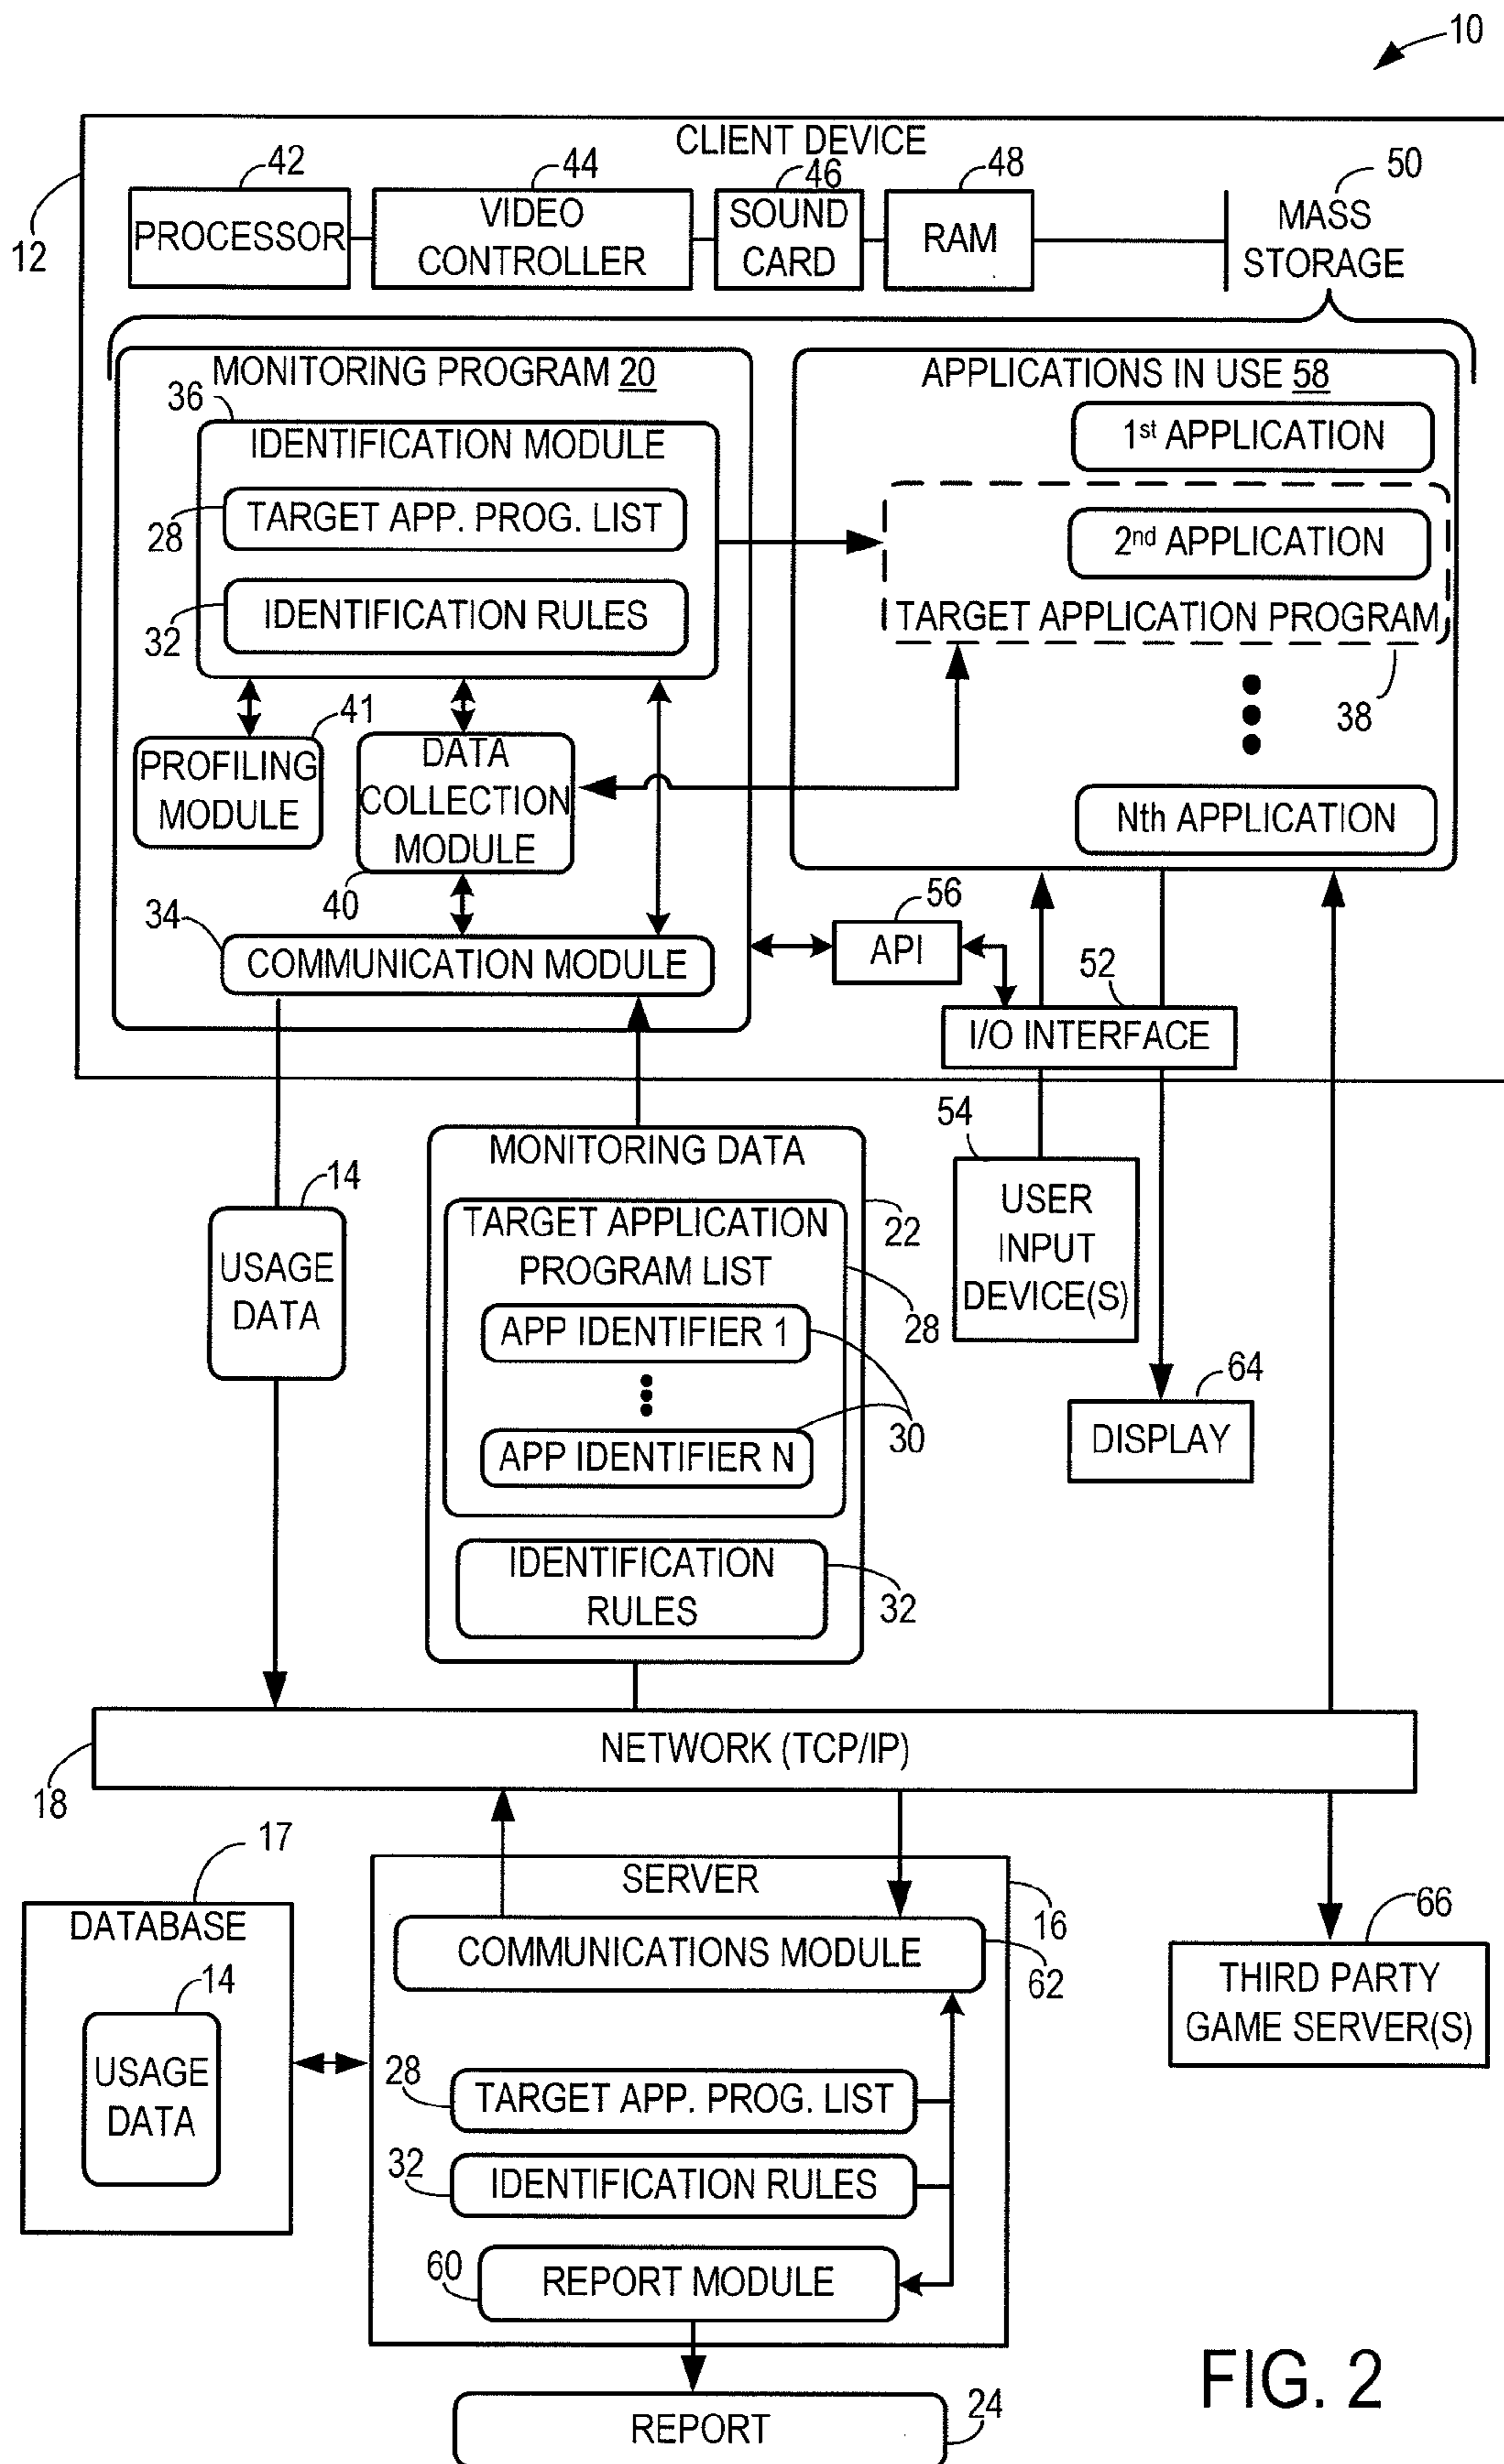 10
CLIENT DEVICE
42
44
46
48
50
12
PROCESSOR
VIDEO
CONTROLLER
SOUND
CARD
RAM
MASS
STORAGE
MONITORING PROGRAM 20
36
IDENTIFICATION MODULE
28
TARGET APP. PROG. LIST
32
IDENTIFICATION RULES
41
PROFILING
MODULE
DATA
COLLECTION
MODULE
40
34
COMMUNICATION MODULE
APPLICATIONS IN USE 58
1st APPLICATION
2nd APPLICATION
TARGET APPLICATION PROGRAM
38
Nth APPLICATION
56
API
52
I/O INTERFACE
14
USAGE
DATA
MONITORING DATA
22
TARGET APPLICATION
PROGRAM LIST
28
APP IDENTIFIER 1
30
APP IDENTIFIER N
IDENTIFICATION
RULES
32
54
USER
INPUT
DEVICE(S)
64
DISPLAY
NETWORK (TCP/IP)
18
17
DATABASE
14
USAGE
DATA
SERVER
16
COMMUNICATIONS MODULE
62
28
TARGET APP. PROG. LIST
32
IDENTIFICATION RULES
60
REPORT MODULE
66
THIRD PARTY
GAME SERVER(S)
REPORT
24
FIG. 2